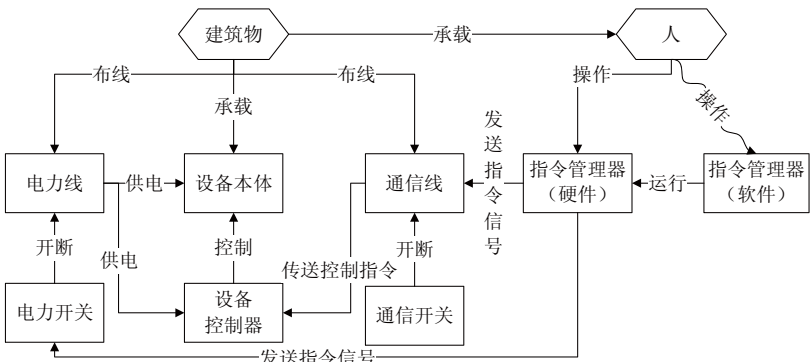 建筑物
承载
人
布线
承载
布线
操作
操作
电力线
供电
设备本体
通信线
发送指令信号
指令管理器
（硬件）
运行
指令管理器
（软件）
开断
供电
控制
传送控制指令
开断
电力开关
设备
控制器
通信开关
发送指令信号